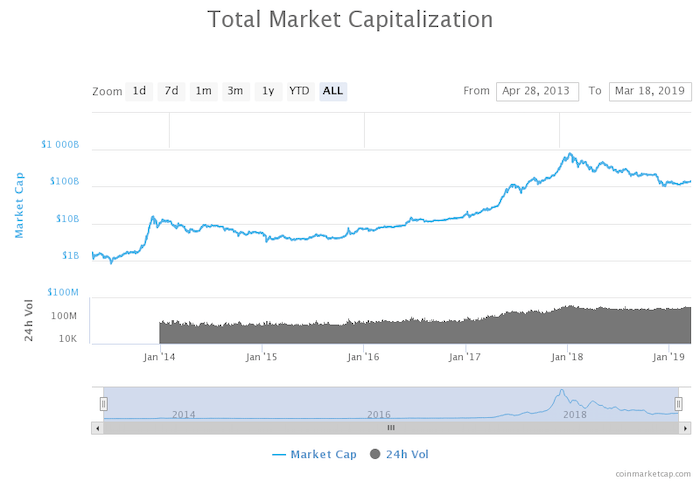 Total Market Capitalization
Zoom 1d 7d 1m 3m 1y YTD ALL From Apr 28, 2013 To Mar 18, 2019
$1 000B
$100B
$10B
$1B
$100M
Market Cap
100M
10K
24h Vol
Jan '14 Jan '15 Jan '16 Jan '17 Jan '18 Jan '19
2014 2016 2018
Market Cap 24h Vol
coinmarketcap.com